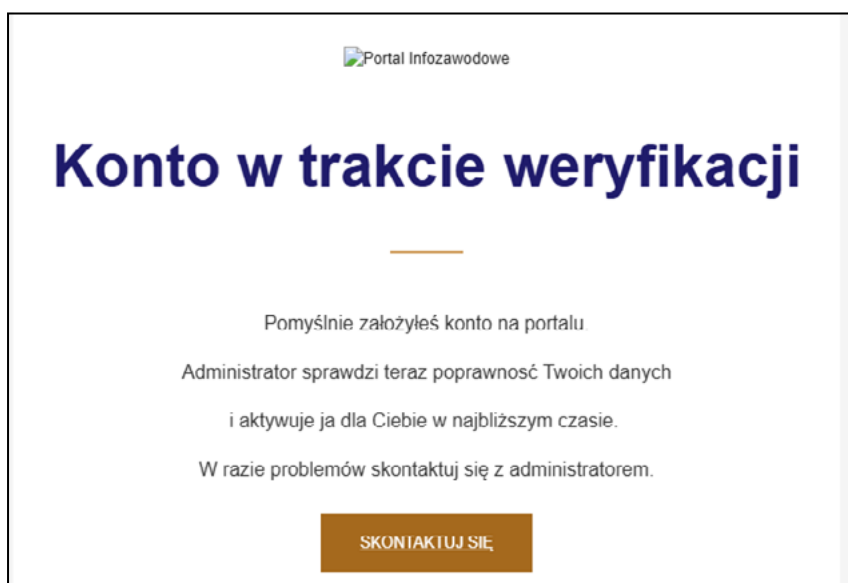 Portal Infozawodowe
Konto w trakcie weryfikacji
Pomyślnie założyłeś konto na portalu.
Administrator sprawdzi teraz poprawnosć Twoich danych
i aktywuje ja dla Ciebie w najbliższym czasie.
W razie problemów skontaktuj się z administratorem.
SKONTAKTUJ SIĘ